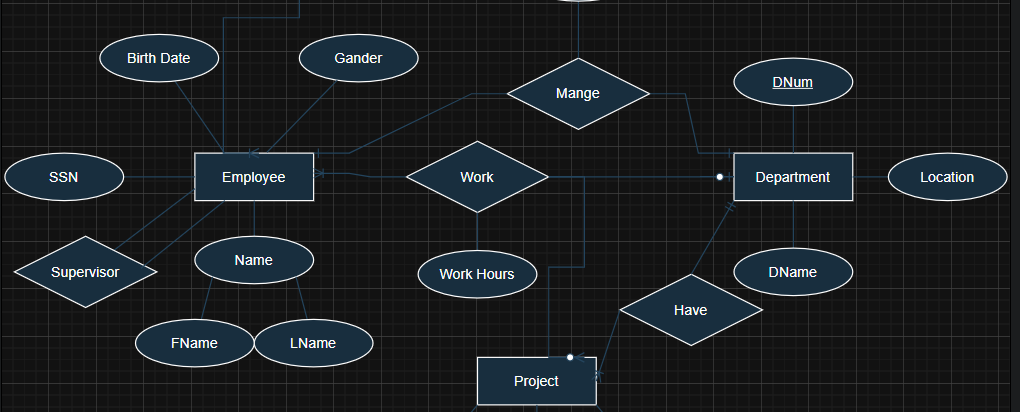 Birth Date
Gander
Mange
DNum
SSN
Employee
Work
Department
Location
Supervisor
Name
Work Hours
DName
Have
FName
LName
Project